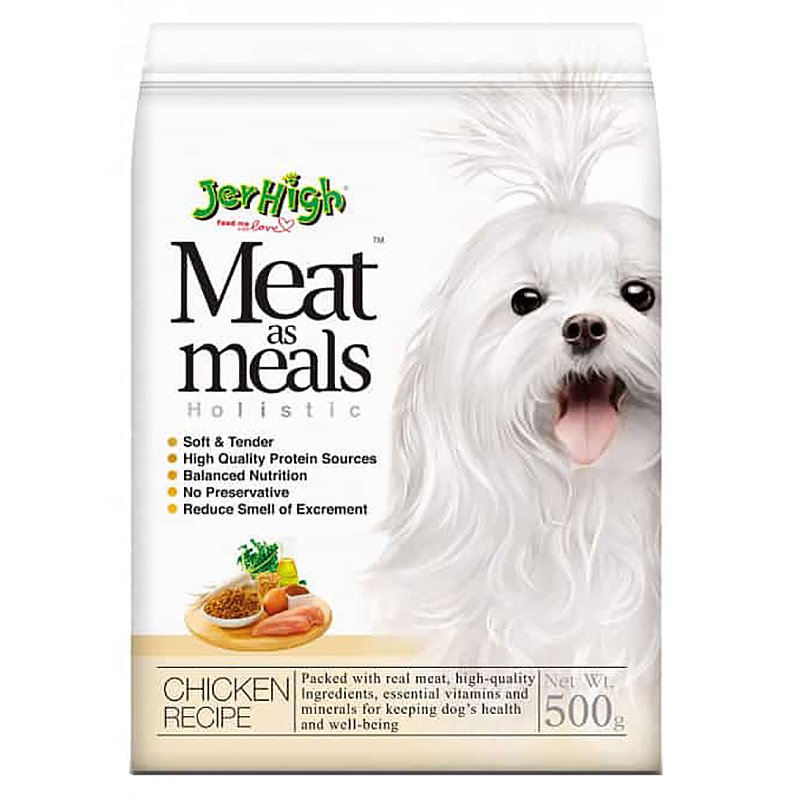 JerHigh®
feed me with love
Meat™
as
meals
Holistic
Soft & Tender
High Quality Protein Sources
Balanced Nutrition
No Preservative
Reduce Smell of Excrement
CHICKEN RECIPE
Packed with real meat, high-quality
Ingredients, essential vitamins and
minerals for keeping dog's health
and well-being
Net Wt.
500g